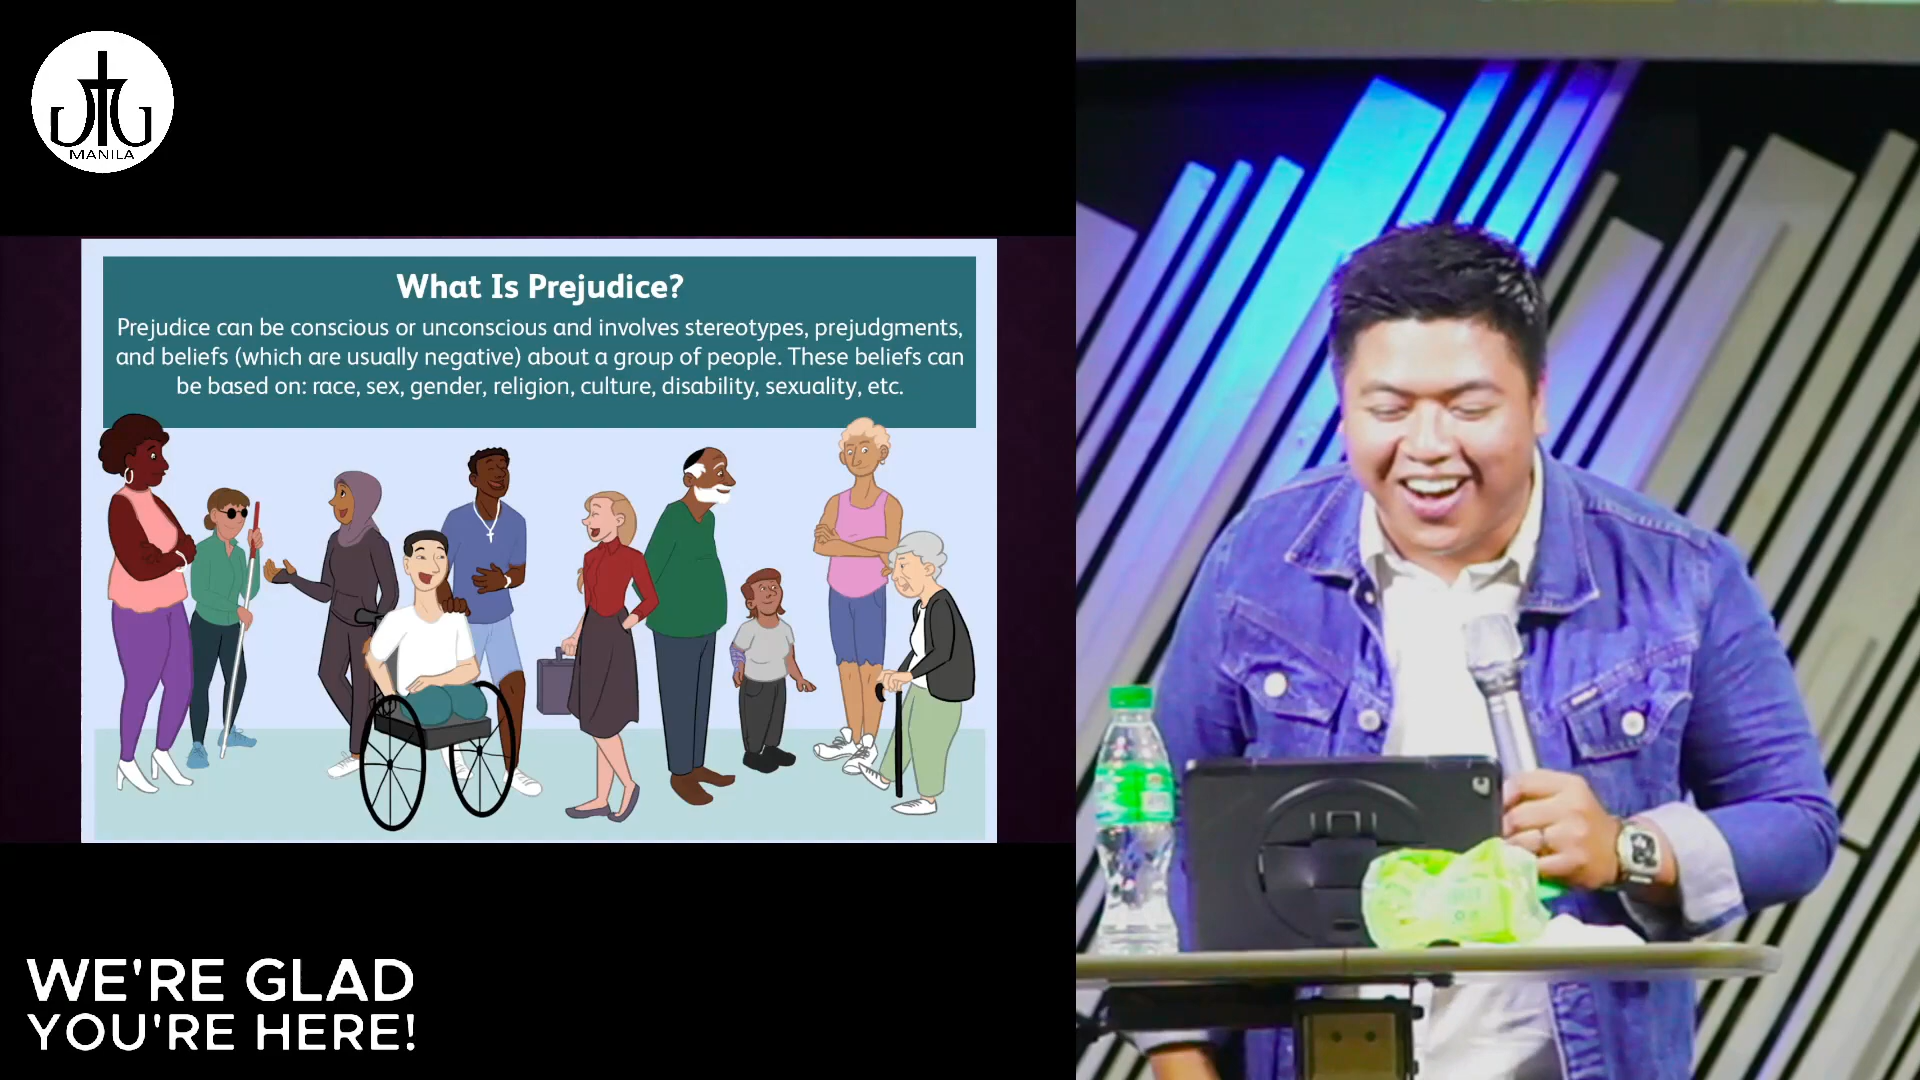 MANILA
What Is Prejudice?
Prejudice can be conscious or unconscious and involves stereotypes, prejudgments,
and beliefs (which are usually negative) about a group of people. These beliefs can
be based on: race, sex, gender, religion, culture, disability, sexuality, etc.
WE'RE GLAD
YOU'RE HERE!